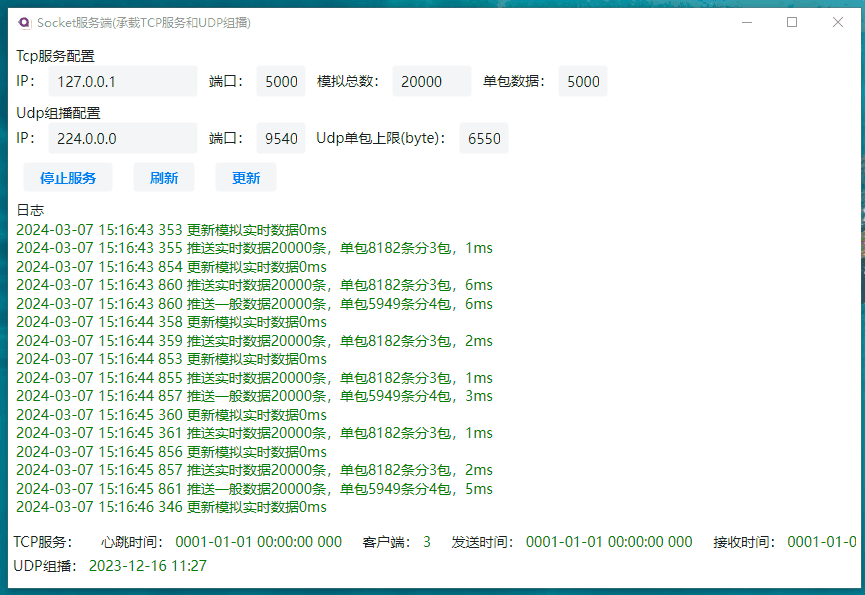 Socket服务端(承载TCP服务和UDP组播)
Tcp服务配置
IP： 127.0.0.1 端口： 5000 模拟总数： 20000 单包数据： 5000
Udp组播配置
IP： 224.0.0.0 端口： 9540 Udp单包上限(byte)： 6550
停止服务 刷新 更新
日志
2024-03-07 15:16:43 353 更新模拟实时数据0ms
2024-03-07 15:16:43 355 推送实时数据20000条，单包8182条分3包，1ms
2024-03-07 15:16:43 854 更新模拟实时数据0ms
2024-03-07 15:16:43 860 推送实时数据20000条，单包8182条分3包，6ms
2024-03-07 15:16:43 860 推送一般数据20000条，单包5949条分4包，6ms
2024-03-07 15:16:44 358 更新模拟实时数据0ms
2024-03-07 15:16:44 359 推送实时数据20000条，单包8182条分3包，2ms
2024-03-07 15:16:44 853 更新模拟实时数据0ms
2024-03-07 15:16:44 855 推送实时数据20000条，单包8182条分3包，1ms
2024-03-07 15:16:44 857 推送一般数据20000条，单包5949条分4包，3ms
2024-03-07 15:16:45 360 更新模拟实时数据0ms
2024-03-07 15:16:45 361 推送实时数据20000条，单包8182条分3包，1ms
2024-03-07 15:16:45 856 更新模拟实时数据0ms
2024-03-07 15:16:45 857 推送实时数据20000条，单包8182条分3包，2ms
2024-03-07 15:16:45 861 推送一般数据20000条，单包5949条分4包，5ms
2024-03-07 15:16:46 346 更新模拟实时数据0ms
TCP服务： 心跳时间： 0001-01-01 00:00:00 000 客户端： 3 发送时间： 0001-01-01 00:00:00 000 接收时间： 0001-01-0
UDP组播： 2023-12-16 11:27